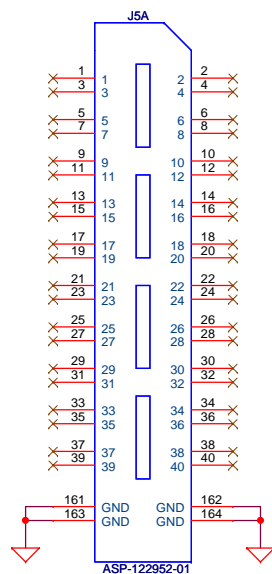 J5A
1 1 2 2
3 3 4 4
5 5 6 6
7 7 8 8
9 9 10 10
11 11 12 12
13 13 14 14
15 15 16 16
17 17 18 18
19 19 20 20
21 21 22 22
23 23 24 24
25 25 26 26
27 27 28 28
29 29 30 30
31 31 32 32
33 33 34 34
35 35 36 36
37 37 38 38
39 39 40 40
161 GND GND 162
163 GND GND 164
ASP-122952-01